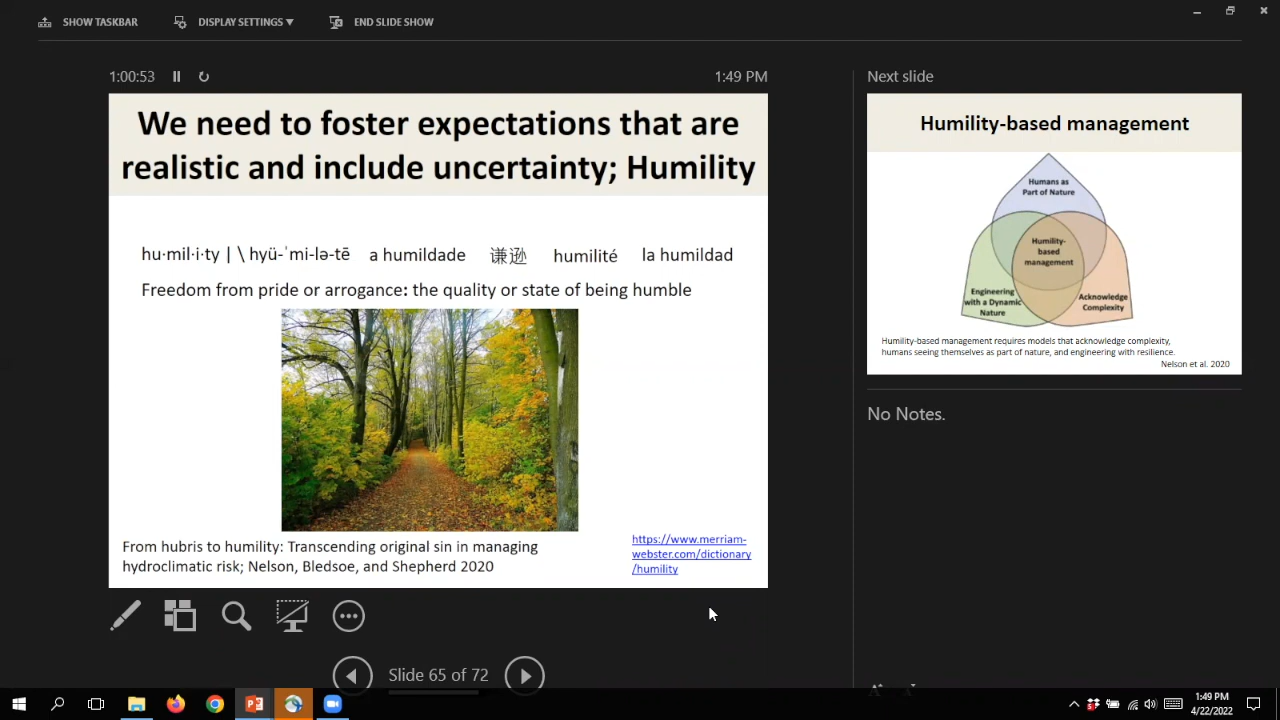 SHOW TASKBAR
DISPLAY SETTINGS ▼
END SLIDE SHOW
1:00:53
1:49 PM
We need to foster expectations that are
realistic and include uncertainty; Humility
hu·mil·i·ty | \ hyü-ˈmi-lə-tē a humildade 谦逊 humilité la humildad
Freedom from pride or arrogance: the quality or state of being humble
From hubris to humility: Transcending original sin in managing
hydroclimatic risk; Nelson, Bledsoe, and Shepherd 2020
https://www.merriam-
webster.com/dictionary
/humility
Slide 65 of 72
Next slide
Humility-based management
Humans as
Part of Nature
Humility-
based
management
Engineering
with a Dynamic
Nature
Acknowledge
Complexity
Humility-based management requires models that acknowledge complexity,
humans seeing themselves as part of nature, and engineering with resilience.
Nelson et al. 2020
No Notes.
1:49 PM
4/22/2022